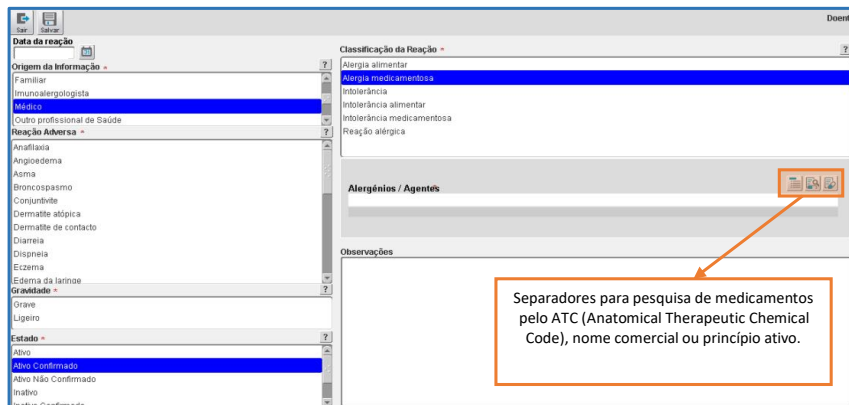 Sair Salvar
Doent
Data da reação
Origem da Informação * ?
Familiar
Imunoalergologista
Médico
Outro profissional de Saúde
Reação Adversa * ?
Anafilaxia
Angioedema
Asma
Broncospasmo
Conjuntivite
Dermatite atópica
Dermatite de contacto
Diarreia
Dispneia
Eczema
Edema da laringe
Gravidade * ?
Grave
Ligeiro
Estado * ?
Ativo
Ativo Confirmado
Ativo Não Confirmado
Inativo
Inativo Confirmado
Classificação da Reação * ?
Alergia alimentar
Alergia medicamentosa
Intolerância
Intolerância alimentar
Intolerância medicamentosa
Reação alérgica
Alergénios / Agentes*
Observações
Separadores para pesquisa de medicamentos
pelo ATC (Anatomical Therapeutic Chemical
Code), nome comercial ou princípio ativo.